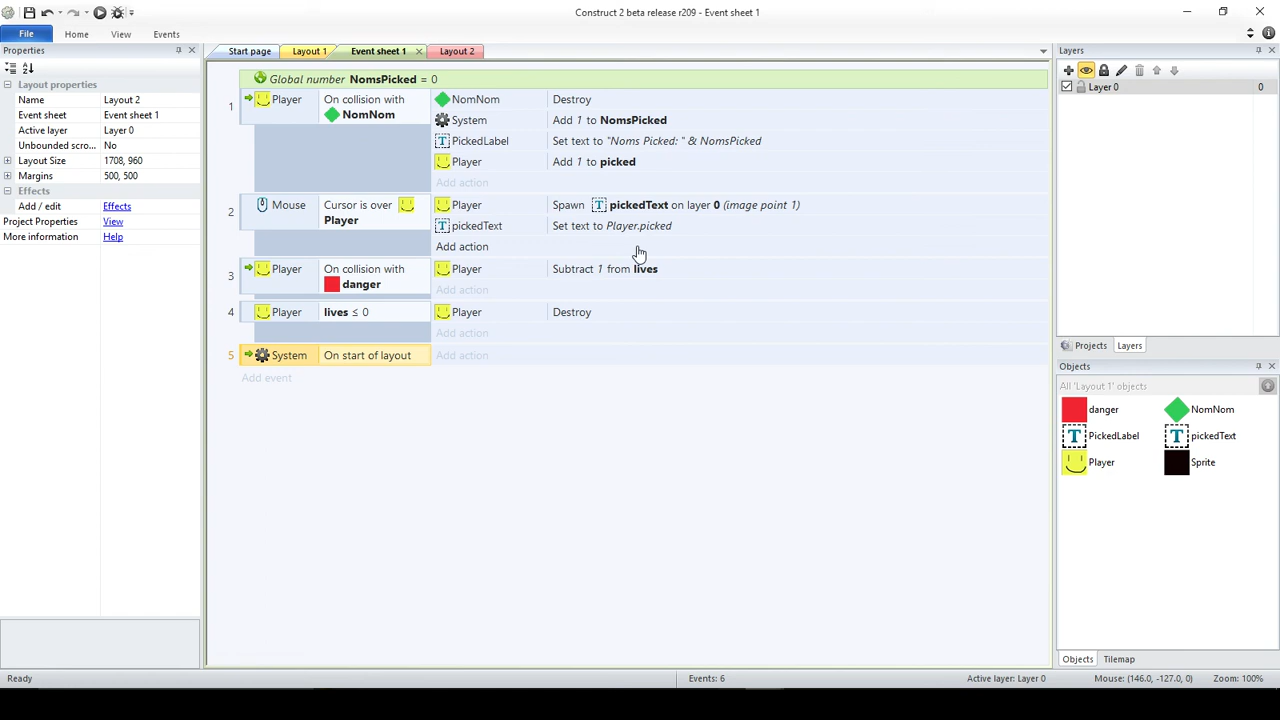 Construct 2 beta release r209 - Event sheet 1
File
Home
View
Events
Properties
Layout properties
Name Layout 2
Event sheet Event sheet 1
Active layer Layer 0
Unbounded scro... No
Layout Size 1708, 960
Margins 500, 500
Effects
Add / edit Effects
Project Properties View
More information Help
Start page
Layout 1
Event sheet 1
Layout 2
Global number NomsPicked = 0
1 Player On collision with NomNom
NomNom Destroy
System Add 1 to NomsPicked
PickedLabel Set text to "Noms Picked: " & NomsPicked
Player Add 1 to picked
Add action
2 Mouse Cursor is over Player
Player Spawn pickedText on layer 0 (image point 1)
pickedText Set text to Player.picked
Add action
3 Player On collision with danger
Player Subtract 1 from lives
Add action
4 Player lives ≤ 0
Player Destroy
Add action
5 System On start of layout
Add action
Add event
Layers
Layer 0 0
Projects
Layers
Objects
All 'Layout 1' objects
danger NomNom
PickedLabel pickedText
Player Sprite
Objects
Tilemap
Ready
Events: 6
Active layer: Layer 0
Mouse: (146.0, -127.0, 0)
Zoom: 100%